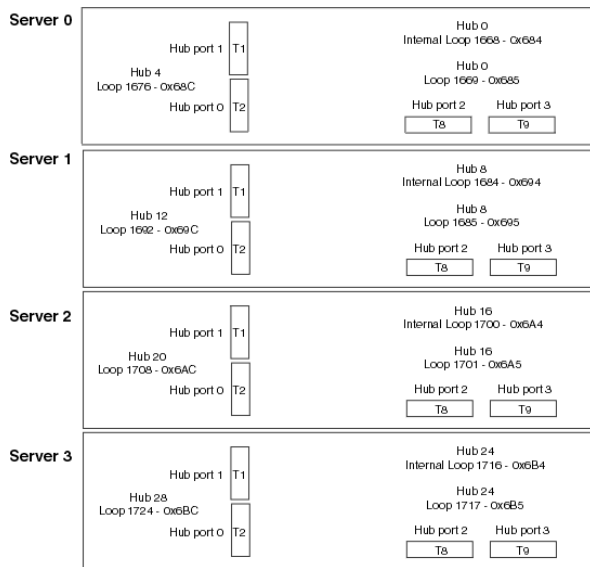 Server 0
Hub 0
Internal Loop 1668 - 0x684
Hub port 1 T1
Hub 4
Loop 1676 - 0x68C
Hub 0
Loop 1669 - 0x685
Hub port 0 T2
Hub port 2 Hub port 3
T8 T9
Server 1
Hub 8
Internal Loop 1684 - 0x694
Hub port 1 T1
Hub 12
Loop 1692 - 0x69C
Hub 8
Loop 1685 - 0x695
Hub port 0 T2
Hub port 2 Hub port 3
T8 T9
Server 2
Hub 16
Internal Loop 1700 - 0x6A4
Hub port 1 T1
Hub 20
Loop 1708 - 0x6AC
Hub 16
Loop 1701 - 0x6A5
Hub port 0 T2
Hub port 2 Hub port 3
T8 T9
Server 3
Hub 24
Internal Loop 1716 - 0x6B4
Hub port 1 T1
Hub 28
Loop 1724 - 0x6BC
Hub 24
Loop 1717 - 0x6B5
Hub port 0 T2
Hub port 2 Hub port 3
T8 T9